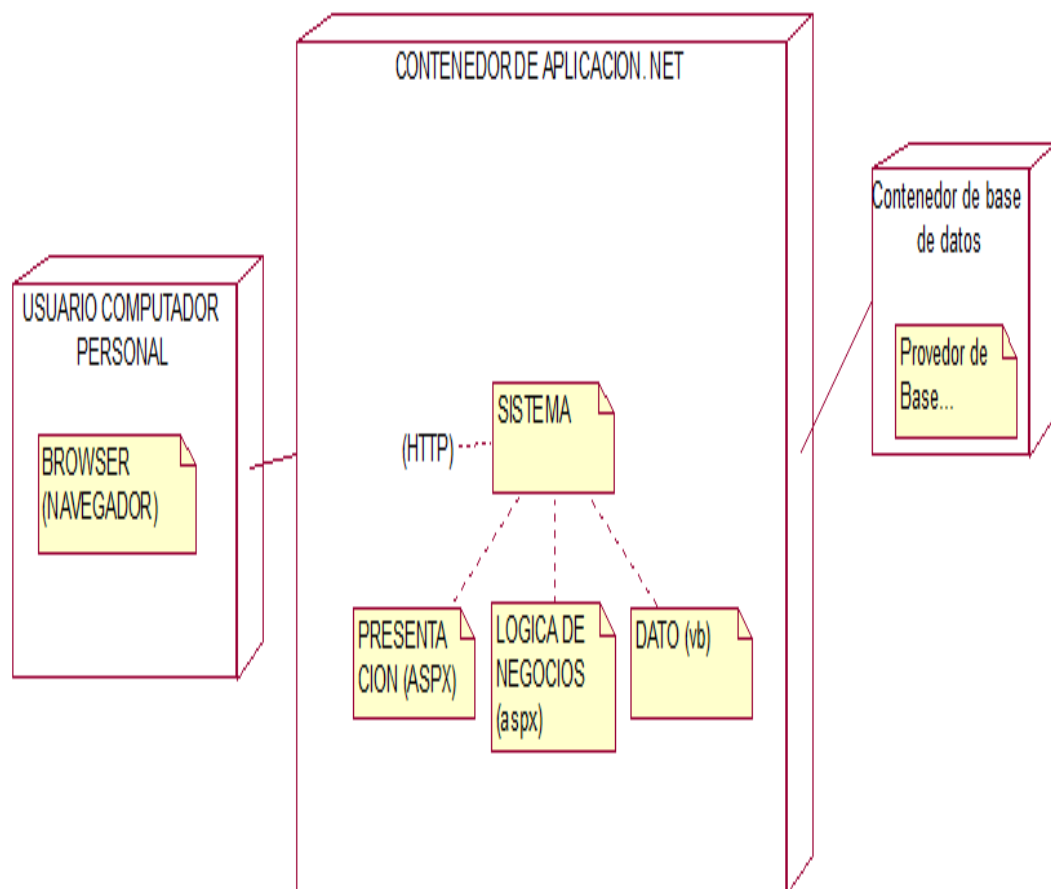 CONTENEDOR DE APLICACION. NET
Contenedor de base
de datos
USUARIO COMPUTADOR
PERSONAL
Provedor de
Base...
SISTEMA
(HTTP)
BROWSER
(NAVEGADOR)
PRESENTA
CION (ASPX)
LOGICA DE
NEGOCIOS
(aspx)
DATO (vb)